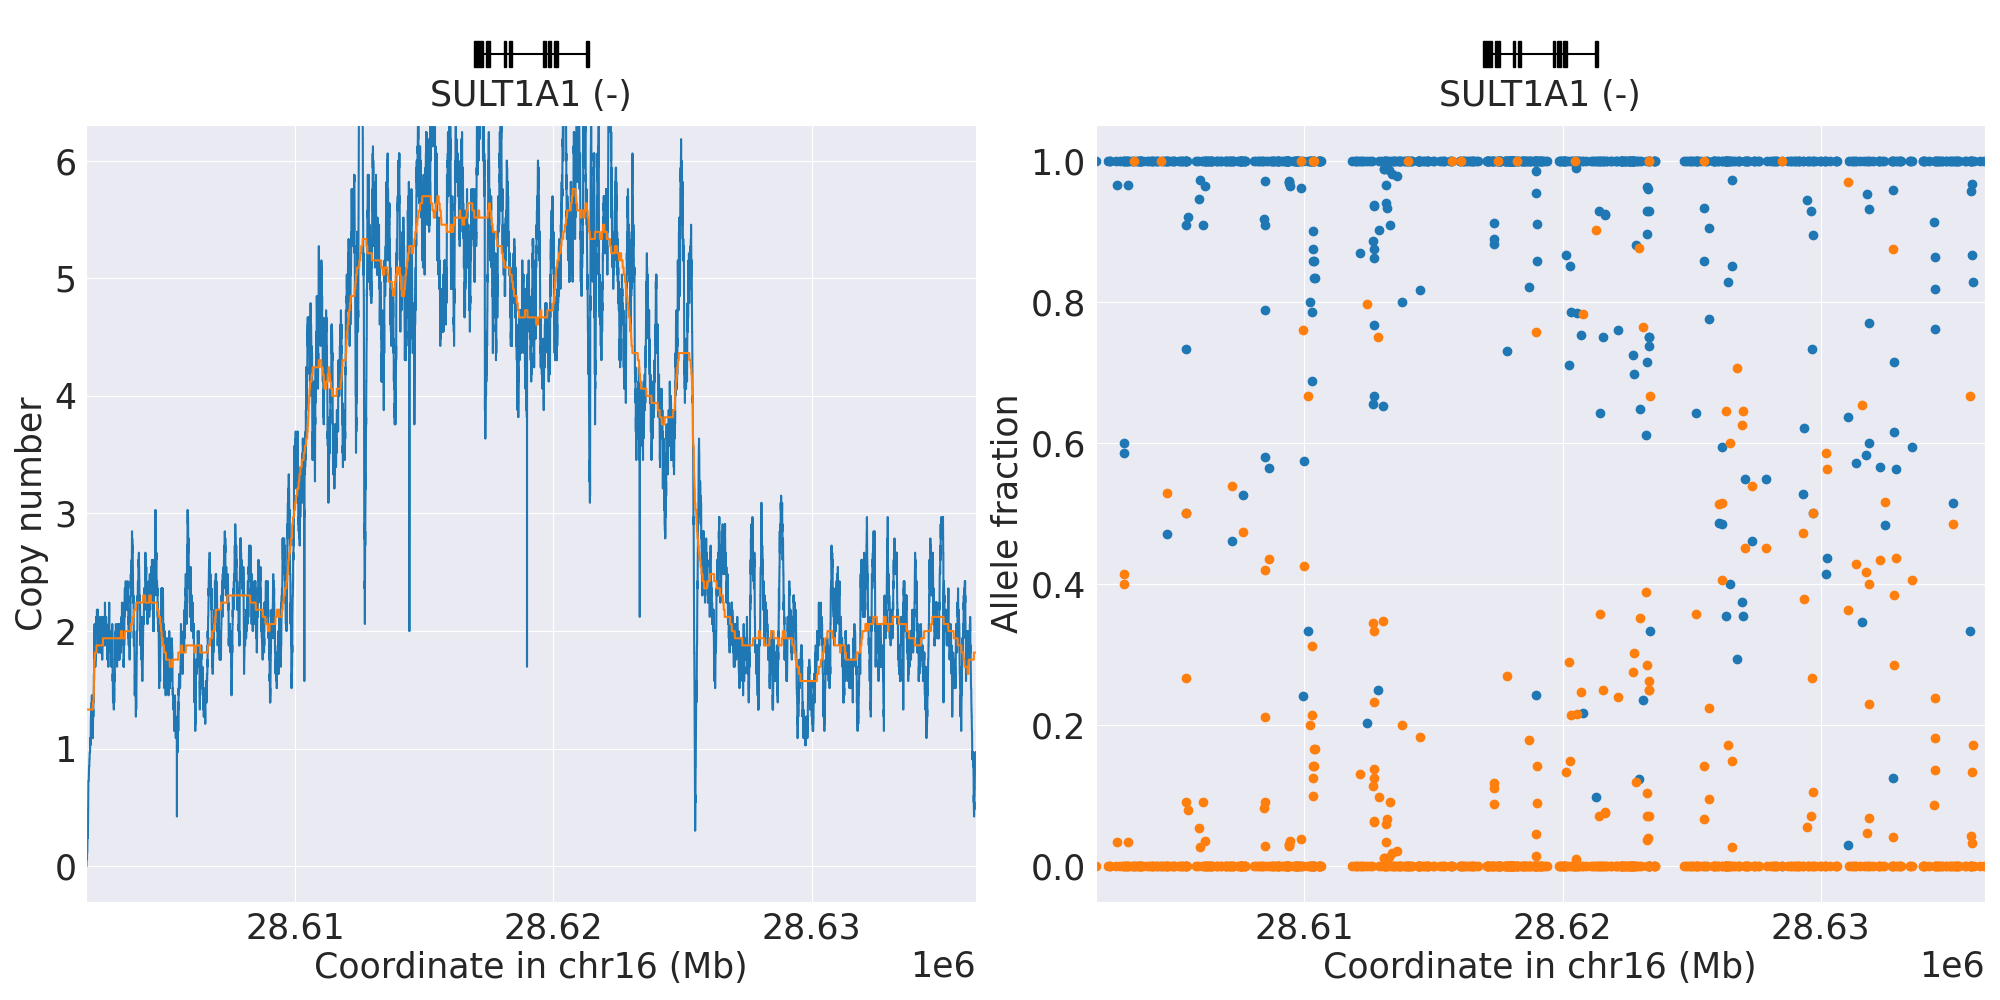 SULT1A1 (-)
Copy number
6
5
4
3
2
1
0
28.61
28.62
28.63
Coordinate in chr16 (Mb)
1e6
SULT1A1 (-)
Allele fraction
1.0
0.8
0.6
0.4
0.2
0.0
28.61
28.62
28.63
Coordinate in chr16 (Mb)
1e6